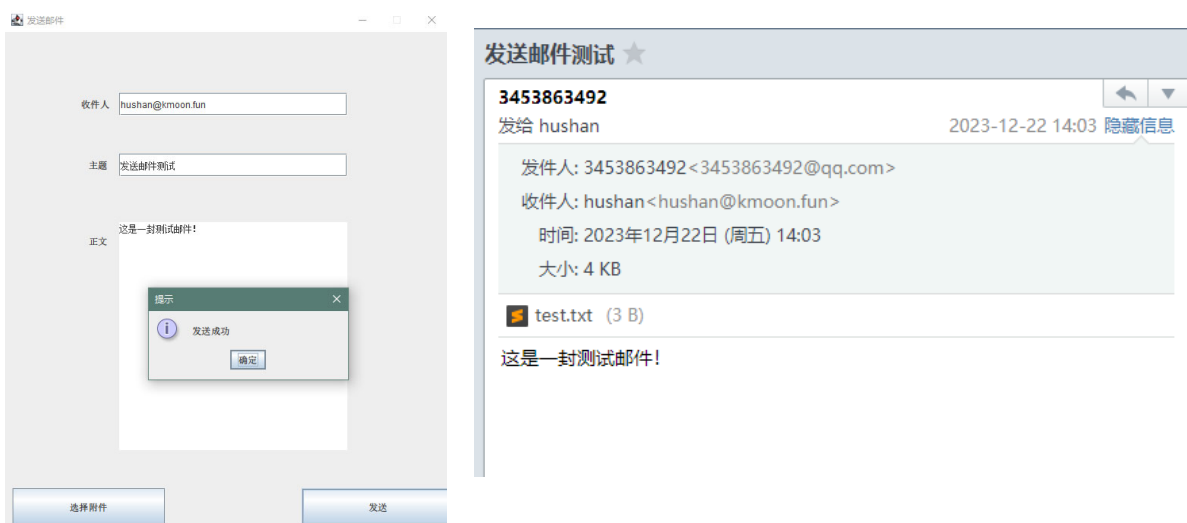 发送邮件
收件人 hushan@kmoon.fun
主题 发送邮件测试
正文 这是一封测试邮件!
提示
发送成功
确定
选择附件
发送
发送邮件测试
3453863492
发给 hushan 2023-12-22 14:03 隐藏信息
发件人: 3453863492<3453863492@qq.com>
收件人: hushan<hushan@kmoon.fun>
时间: 2023年12月22日 (周五) 14:03
大小: 4 KB
test.txt (3 B)
这是一封测试邮件!